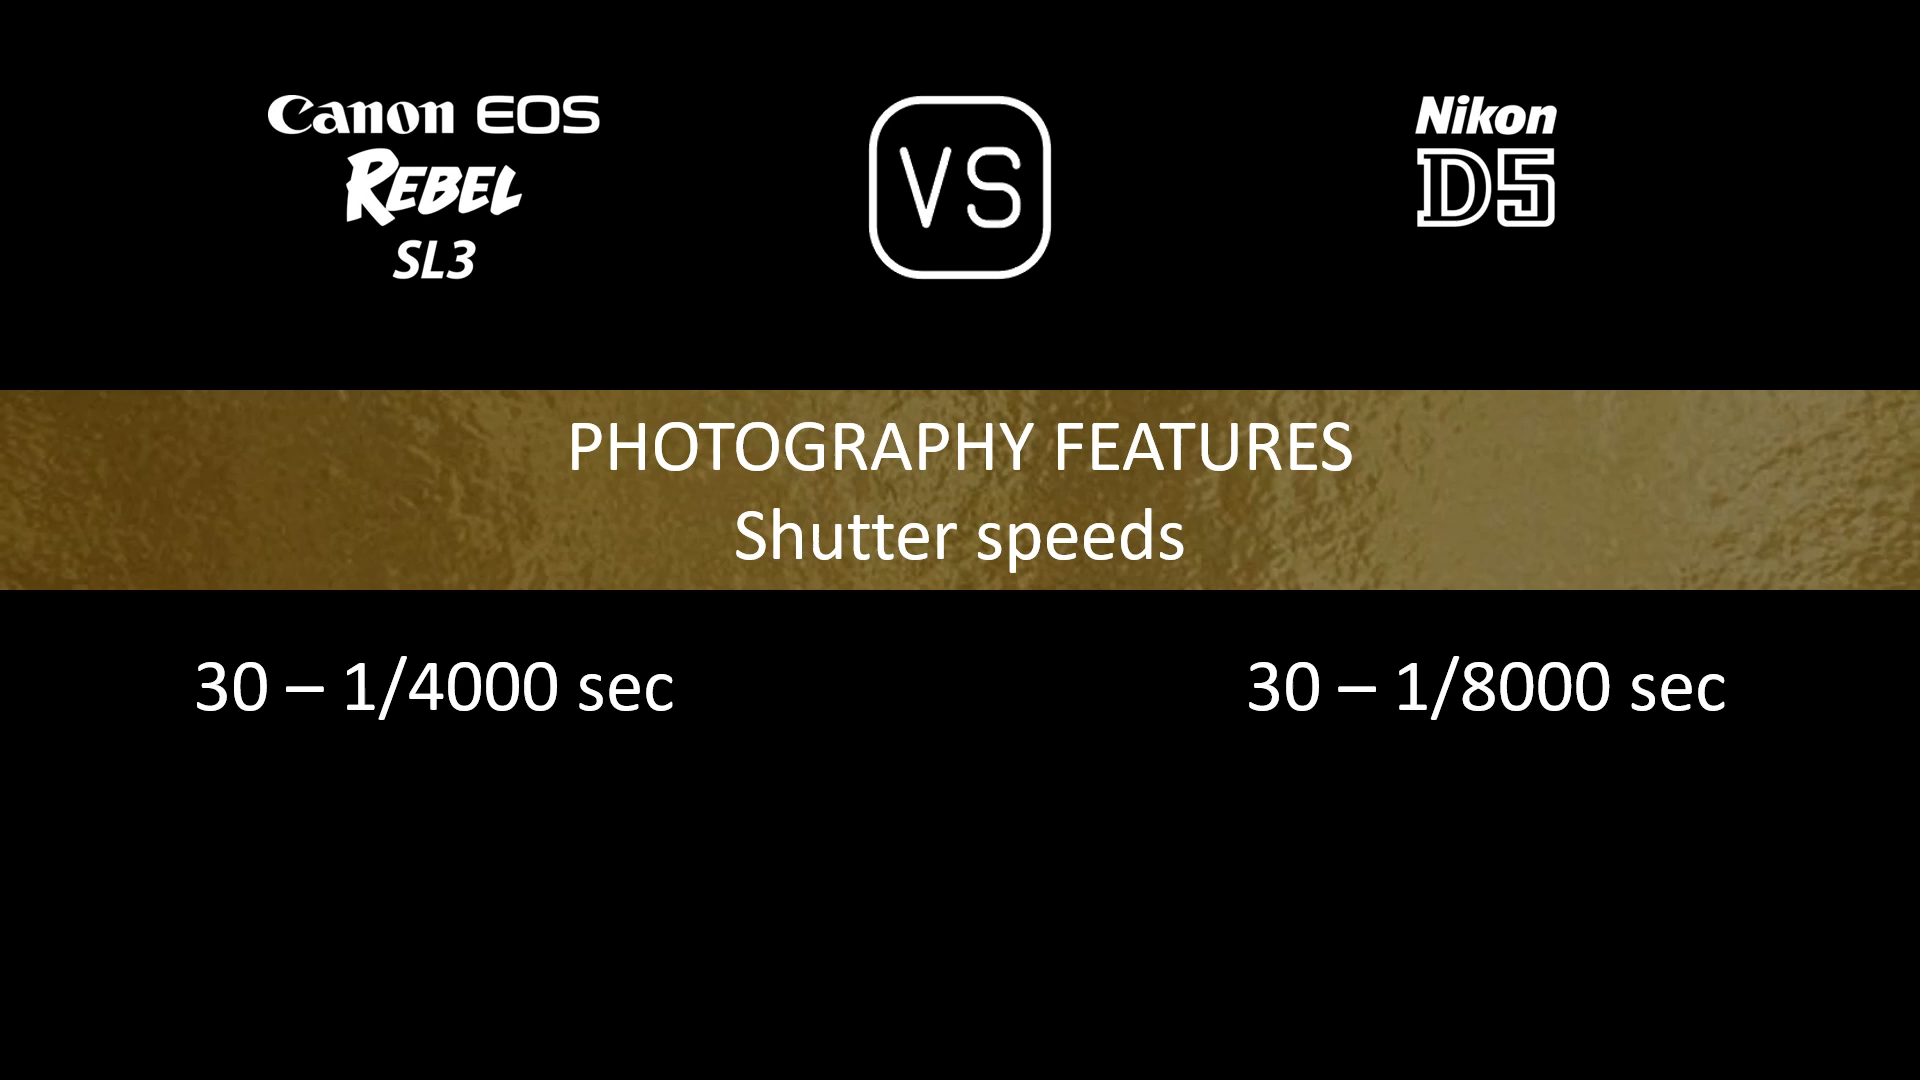 Canon EOS
REBEL
SL3
VS
Nikon
D5
PHOTOGRAPHY FEATURES
Shutter speeds
30 – 1/4000 sec
30 – 1/8000 sec